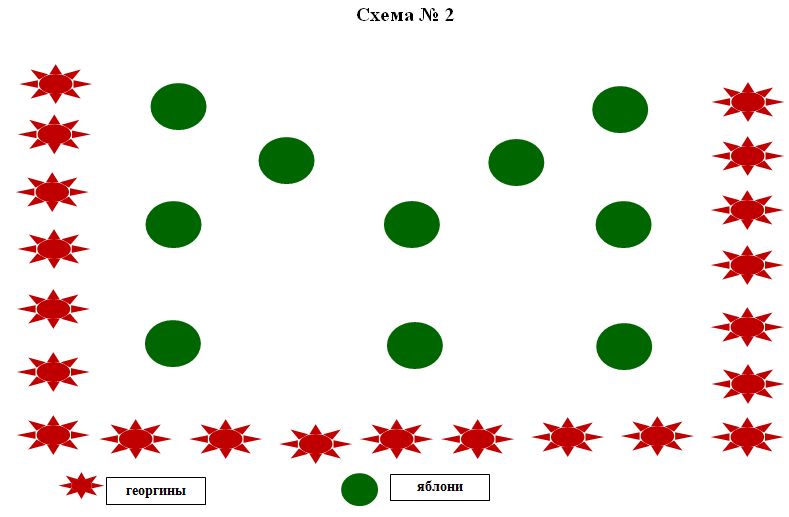 Схема № 2
георгины
яблони